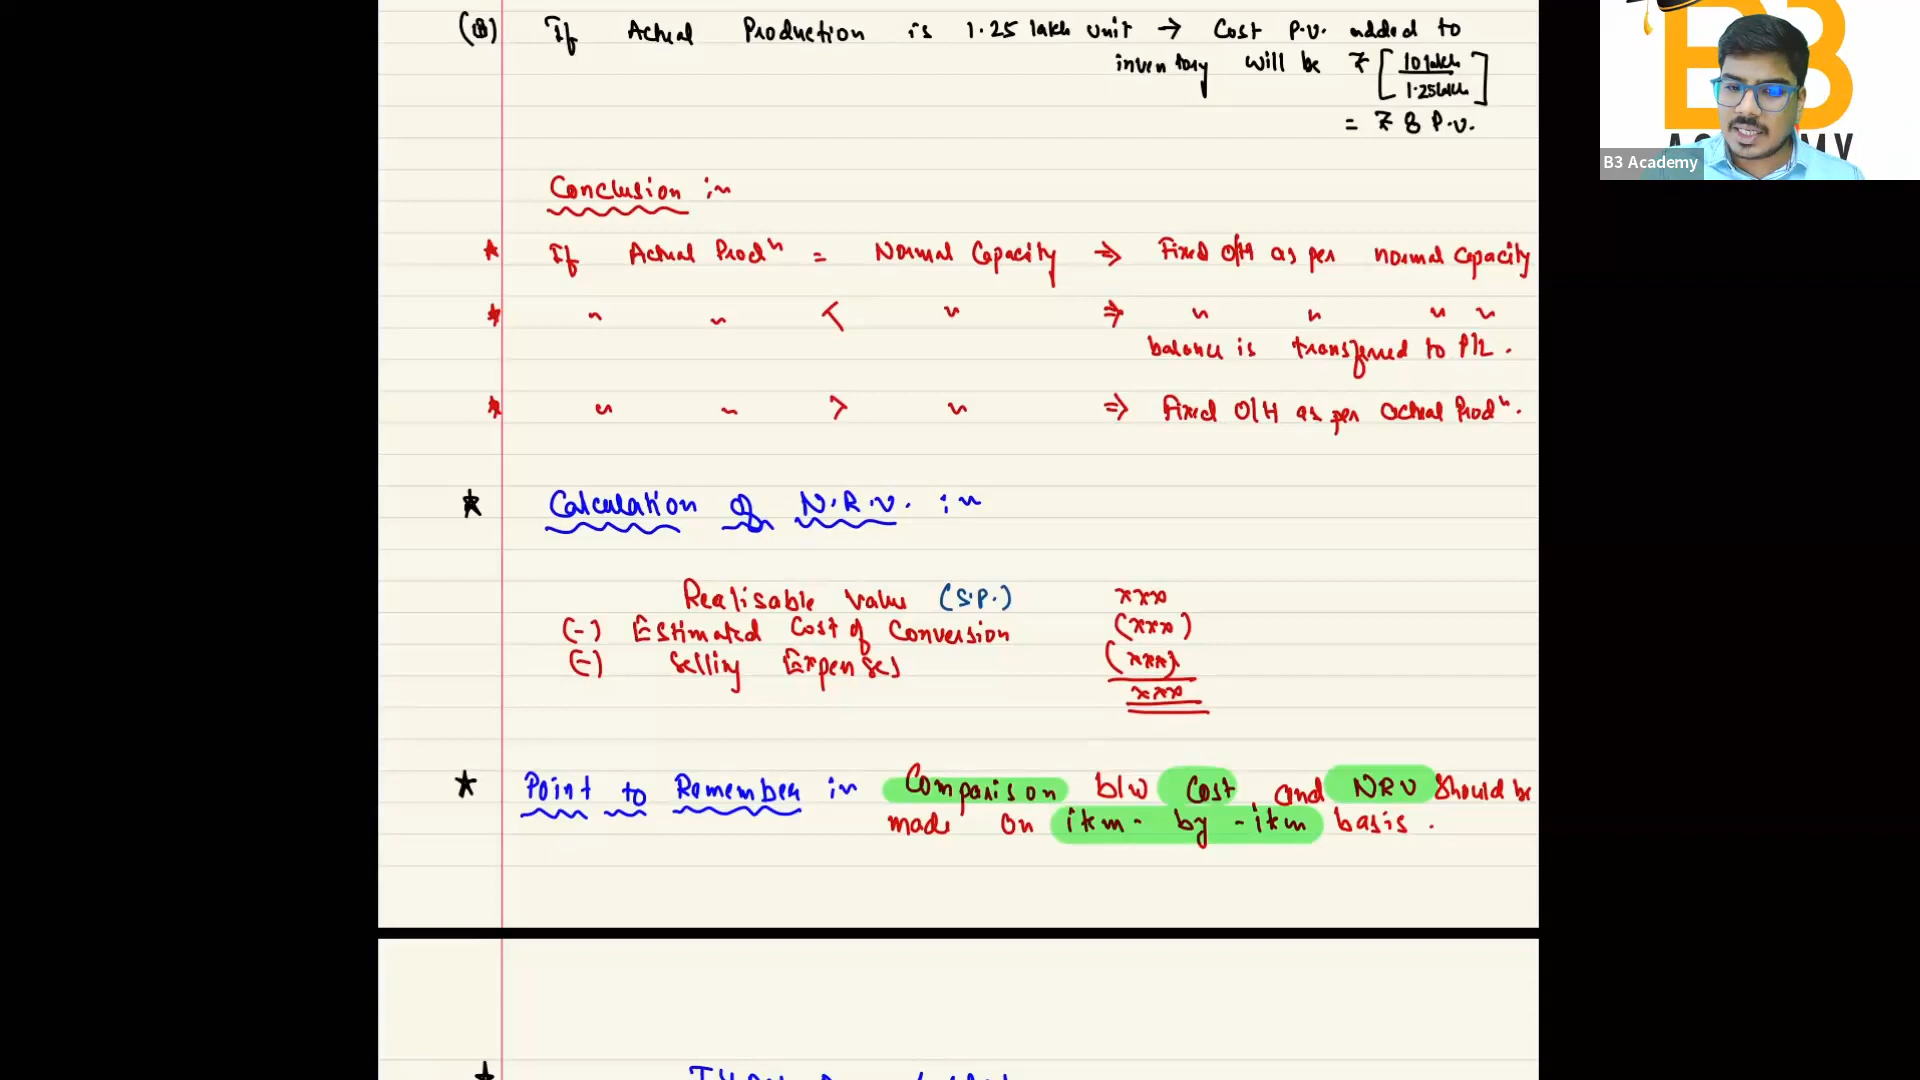 (B) If Actual Production is 1.25 lakh unit → Cost P.U. added to
inventory will be ₹ [10 lakh / 1.25 lakh]
= ₹ 8 P.U.
Conclusion :-
★ If Actual Prodⁿ = Normal Capacity ⇒ Fixed O/H as per normal capacity
★ " " < " ⇒ " " " "
balance is transferred to P/L.
★ " " > " ⇒ Fixed O/H as per actual Prodⁿ.
★ Calculation of N.R.V. :-
Realisable Value (S.P.) xxx
(-) Estimated Cost of Conversion (xxx)
(-) Selling Expenses (xxx)
xxx
★ Point to Remember :- Comparison b/w Cost and NRV should be
made on item-by-item basis.
★
B3
ACADEMY
B3 Academy